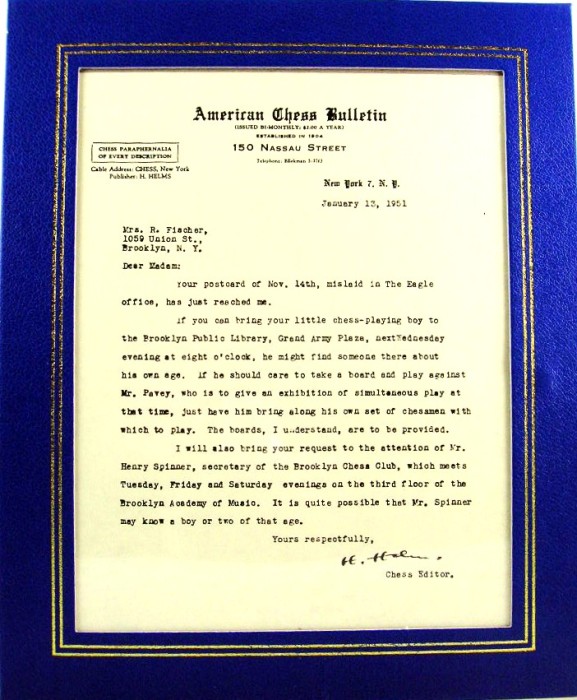 American Chess Bulletin
(ISSUED BI-MONTHLY: $3.00 A YEAR)
ESTABLISHED IN 1904
150 NASSAU STREET
Telephone:
CHESS PARAPHERNALIA
OF EVERY DESCRIPTION
Cable Address: CHESS, New York
Publisher: H. HELMS
New York 7, N. Y.
January 13, 1951
Mrs. R. Fischer,
1059 Union St.,
Brooklyn, N. Y.
Dear Madam:
Your postcard of Nov. 14th, mislaid in The Eagle
office, has just reached me.
If you can bring your little chess-playing boy to
the Brooklyn Public Library, Grand Army Plaza, nextWednesday
evening at eight o'clock, he might find someone there about
his own age. If he should care to take a board and play against
Mr. Pavey, who is to give an exhibition of simultaneous play at
that time, just have him bring along his own set of chessmen with
which to play. The boards, I understand, are to be provided.
I will also bring your request to the attention of Mr.
Henry Spinner, secretary of the Brooklyn Chess Club, which meets
Tuesday, Friday and Saturday evenings on the third floor of the
Brooklyn Academy of Music. It is quite possible that Mr. Spinner
may know a boy or two of that age.
Yours respectfully,
H. Helms.
Chess Editor.